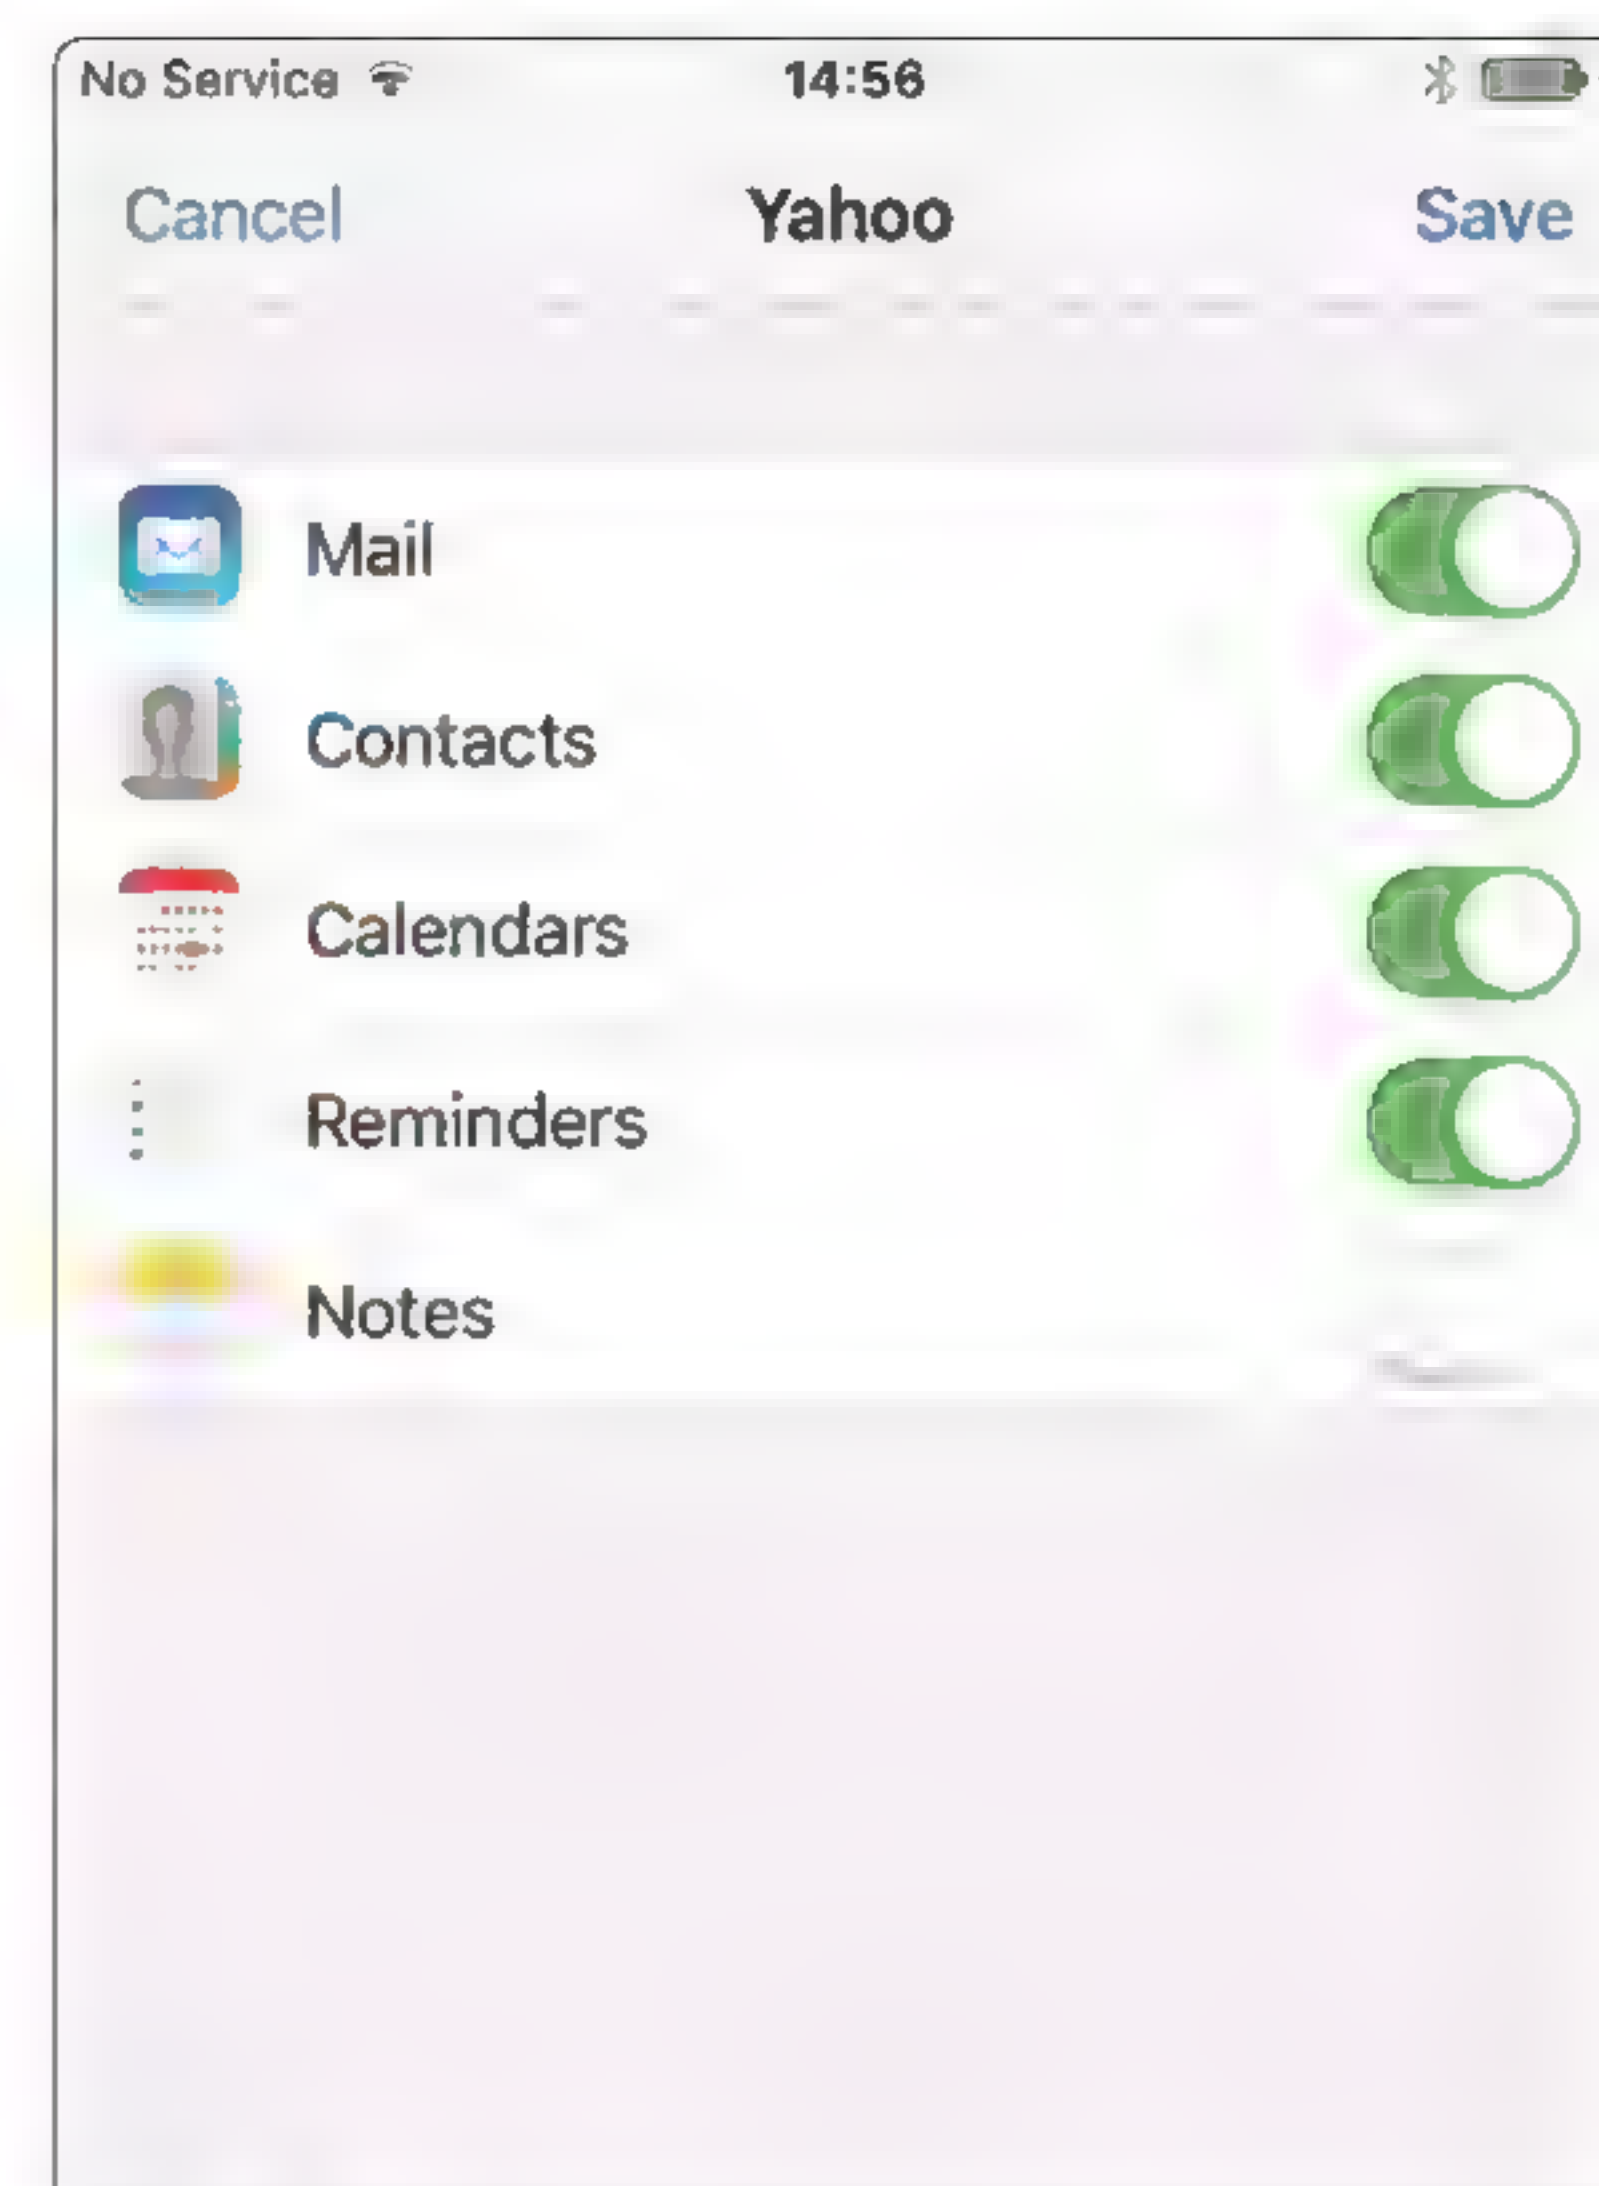 No Service 14:56
Cancel Yahoo Save
Mail
Contacts
Calendars
Reminders
Notes